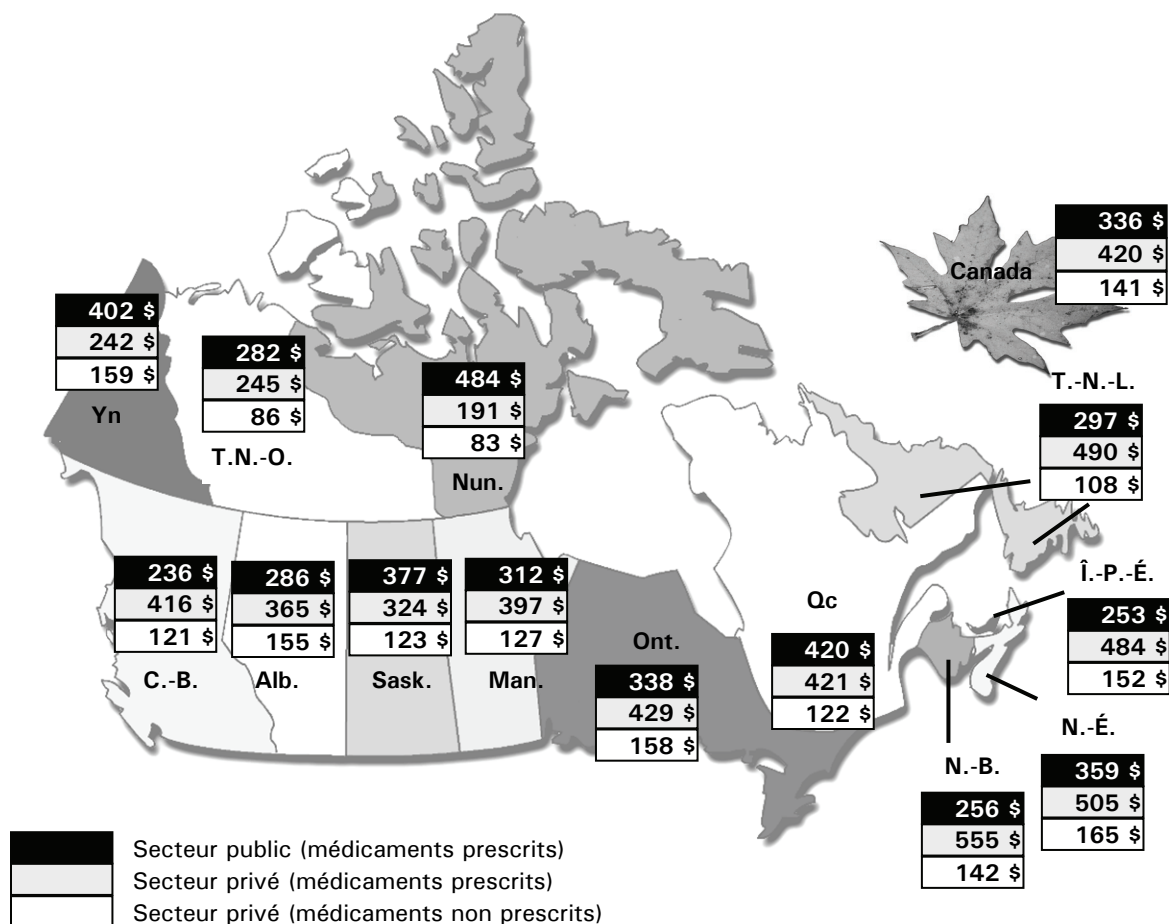 336 $
Canada
420 $
141 $
402 $
242 $
159 $
Yn
282 $
245 $
86 $
T.N.-O.
484 $
191 $
83 $
Nun.
T.-N.-L.
297 $
490 $
108 $
236 $
416 $
121 $
C.-B.
286 $
365 $
155 $
Alb.
377 $
324 $
123 $
Sask.
312 $
397 $
127 $
Man.
Ont.
338 $
429 $
158 $
Qc
420 $
421 $
122 $
Î.-P.-É.
253 $
484 $
152 $
N.-É.
359 $
505 $
165 $
N.-B.
256 $
555 $
142 $
Secteur public (médicaments prescrits)
Secteur privé (médicaments prescrits)
Secteur privé (médicaments non prescrits)